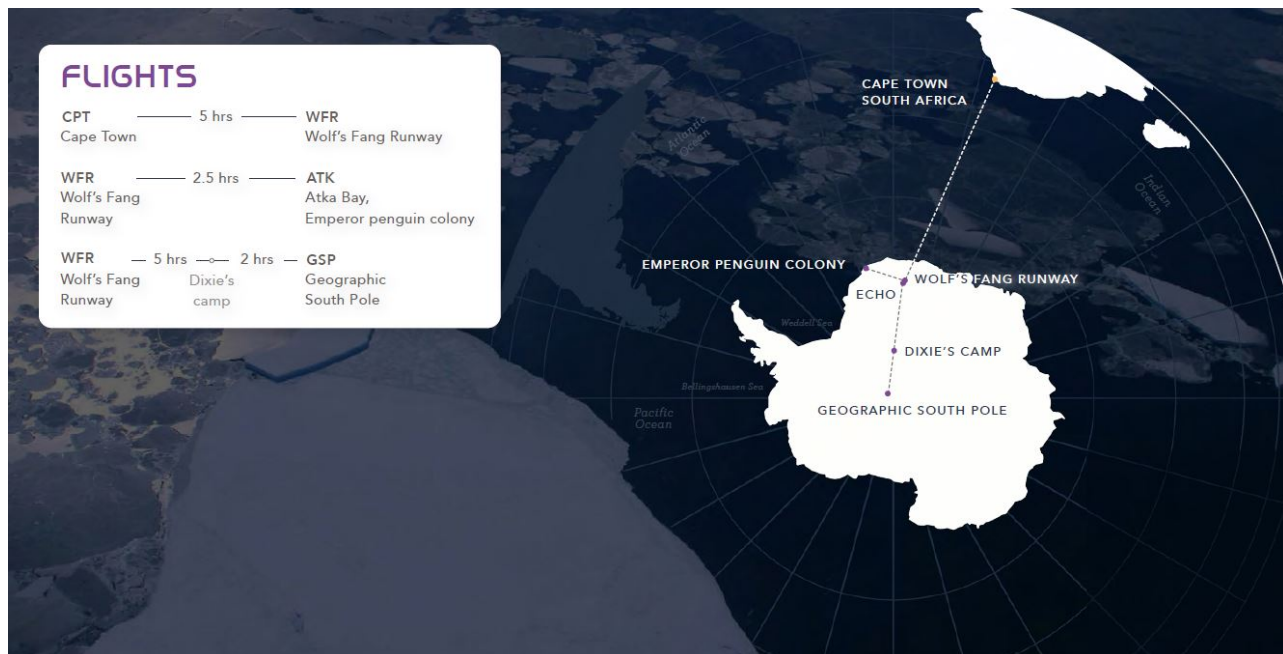 FLIGHTS
CPT 5 hrs WFR
Cape Town Wolf's Fang Runway
WFR 2.5 hrs ATK
Wolf's Fang Atka Bay,
Runway Emperor penguin colony
WFR 5 hrs 2 hrs GSP
Wolf's Fang Dixie's Geographic
Runway camp South Pole
CAPE TOWN
SOUTH AFRICA
Atlantic
Ocean
Indian
Ocean
EMPEROR PENGUIN COLONY
WOLF'S FANG RUNWAY
ECHO
Weddell Sea
DIXIE'S CAMP
Bellingshausen Sea
Pacific
Ocean
GEOGRAPHIC SOUTH POLE